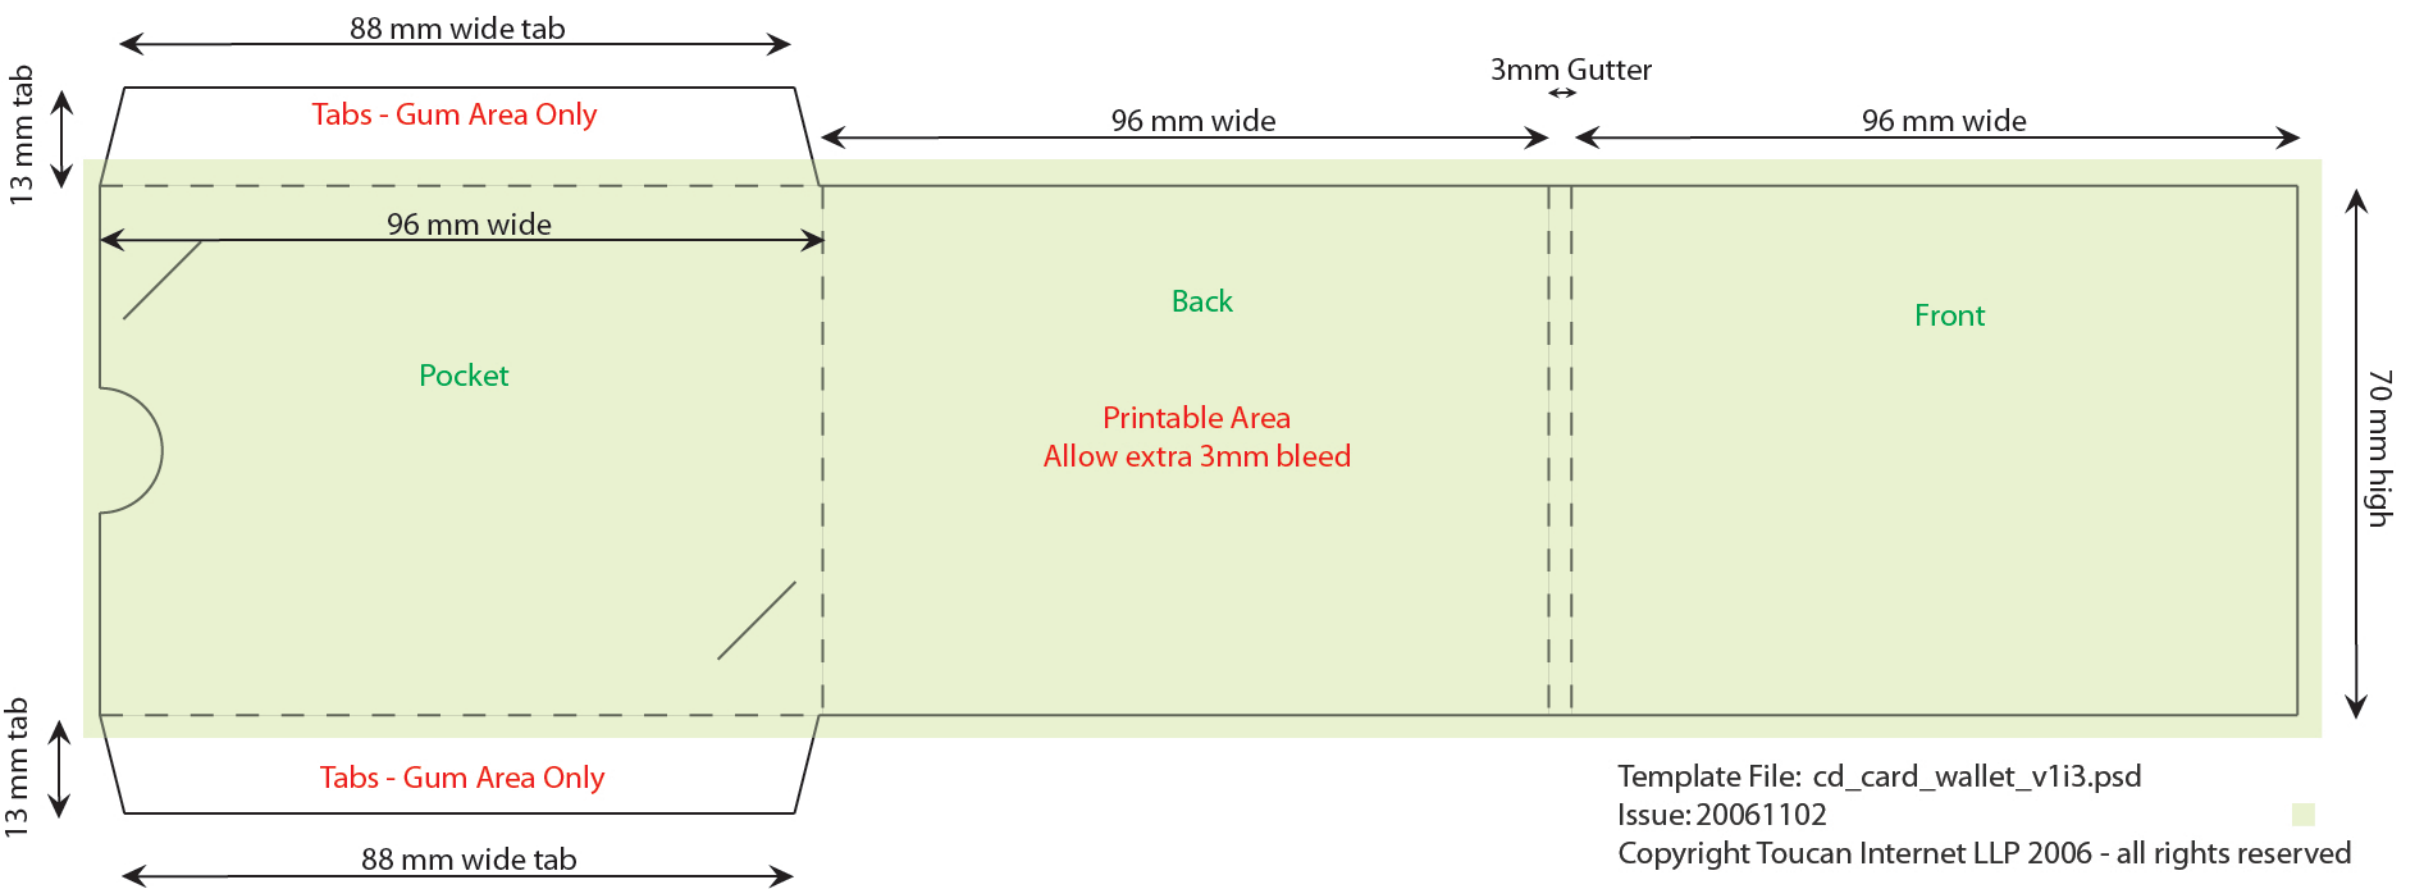 88 mm wide tab
13 mm tab
Tabs - Gum Area Only
3mm Gutter
96 mm wide
96 mm wide
96 mm wide
Back
Front
Pocket
Printable Area
Allow extra 3mm bleed
70 mm high
13 mm tab
Tabs - Gum Area Only
88 mm wide tab
Template File: cd_card_wallet_v1i3.psd
Issue: 20061102
Copyright Toucan Internet LLP 2006 - all rights reserved